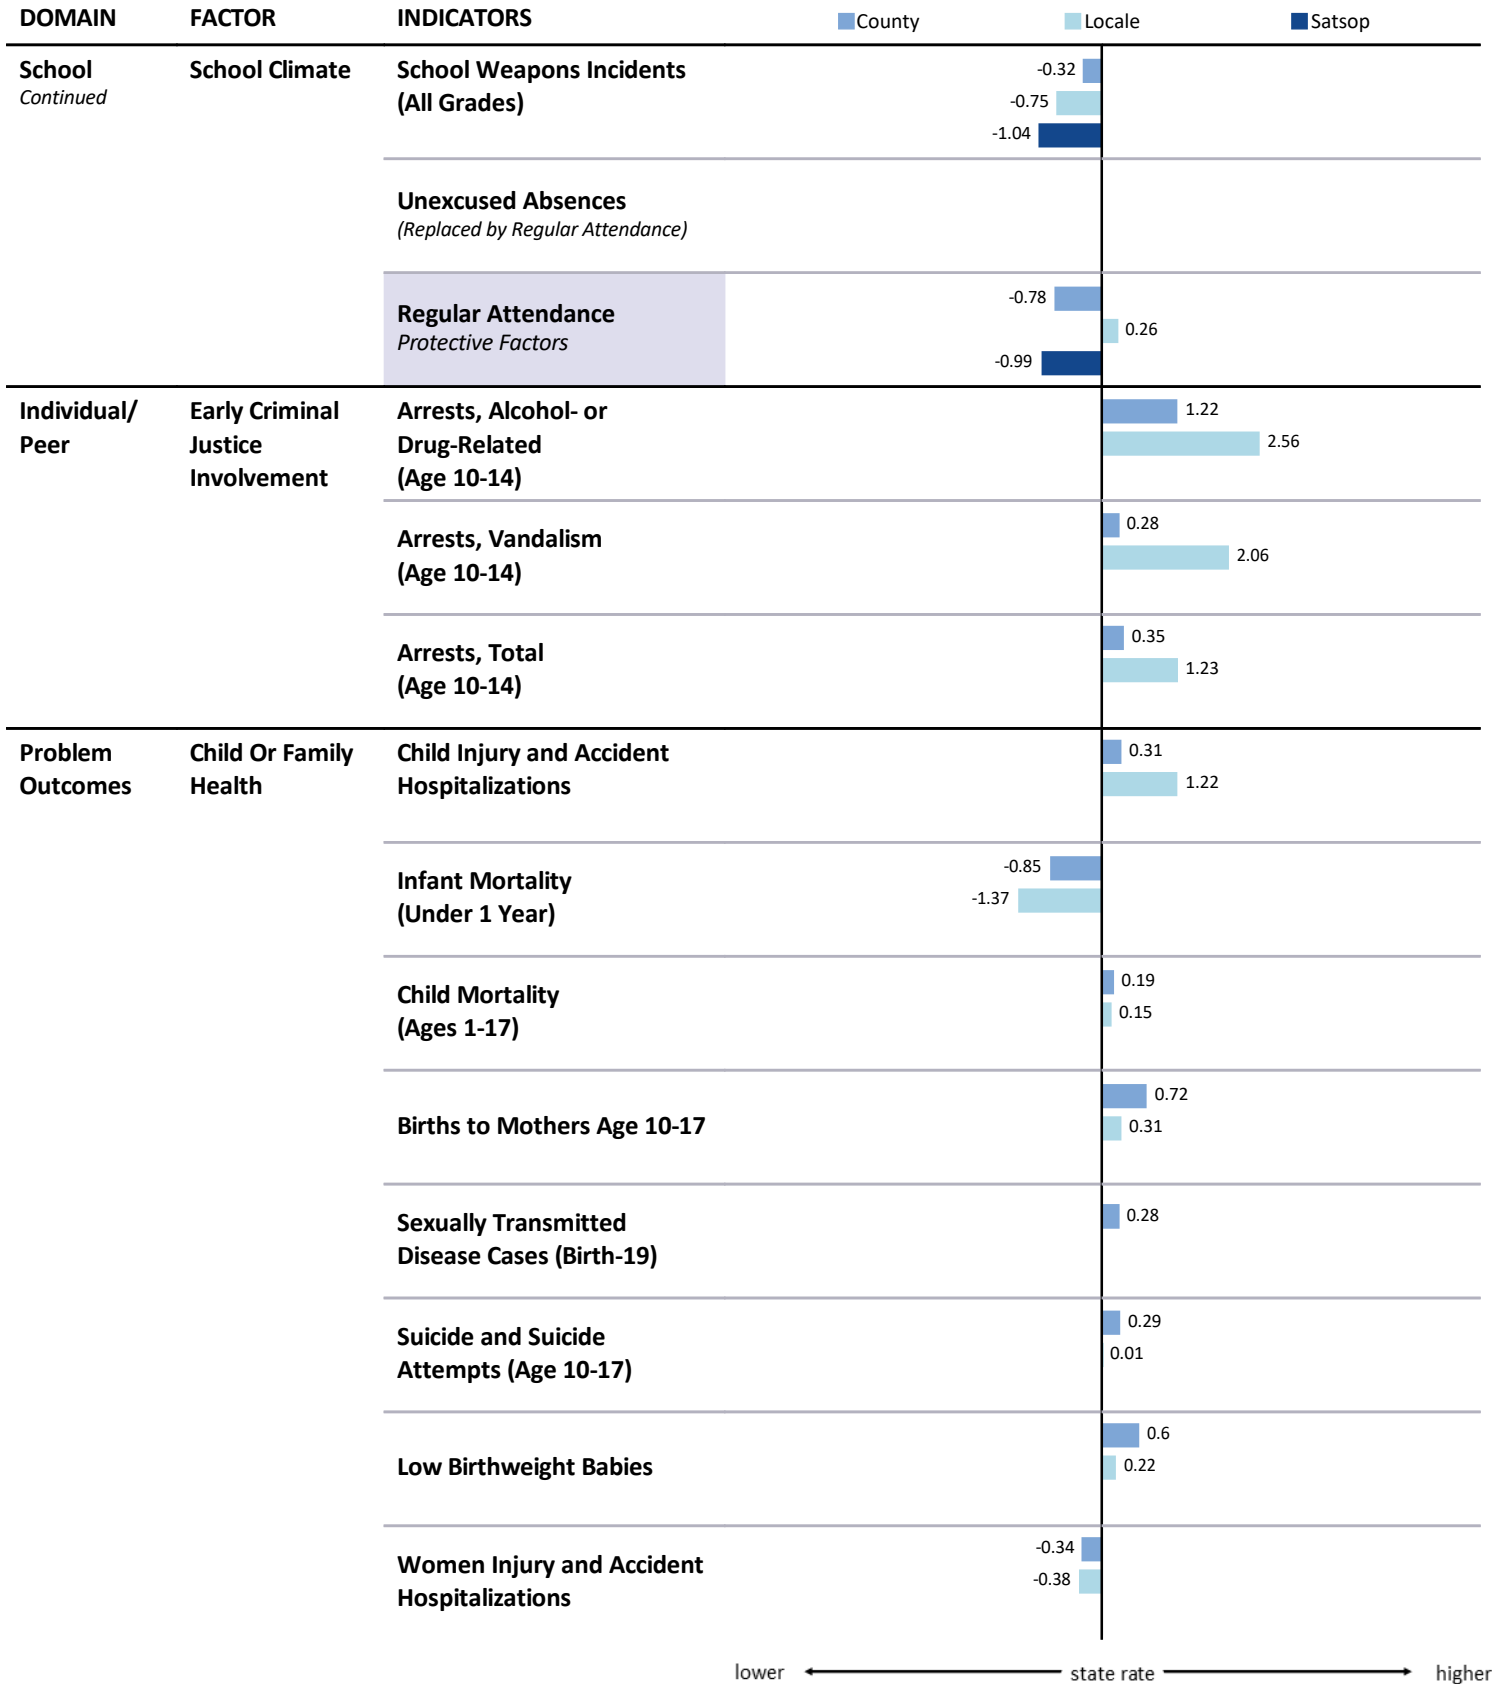 DOMAIN FACTOR INDICATORS County Locale Satsop
School School Climate School Weapons Incidents -0.32
Continued (All Grades) -0.75
-1.04
Unexcused Absences
(Replaced by Regular Attendance)
-0.78
Regular Attendance 0.26
Protective Factors
-0.99
Individual/ Early Criminal Arrests, Alcohol- or 1.22
Peer Justice Drug-Related 2.56
Involvement (Age 10-14)
0.28
Arrests, Vandalism 2.06
(Age 10-14)
0.35
Arrests, Total 1.23
(Age 10-14)
Problem Child Or Family Child Injury and Accident 0.31
Outcomes Health Hospitalizations 1.22
-0.85
Infant Mortality -1.37
(Under 1 Year)
0.19
Child Mortality 0.15
(Ages 1-17)
0.72
Births to Mothers Age 10-17 0.31
Sexually Transmitted 0.28
Disease Cases (Birth-19)
0.29
Suicide and Suicide 0.01
Attempts (Age 10-17)
0.6
Low Birthweight Babies 0.22
-0.34
Women Injury and Accident -0.38
Hospitalizations
lower state rate higher